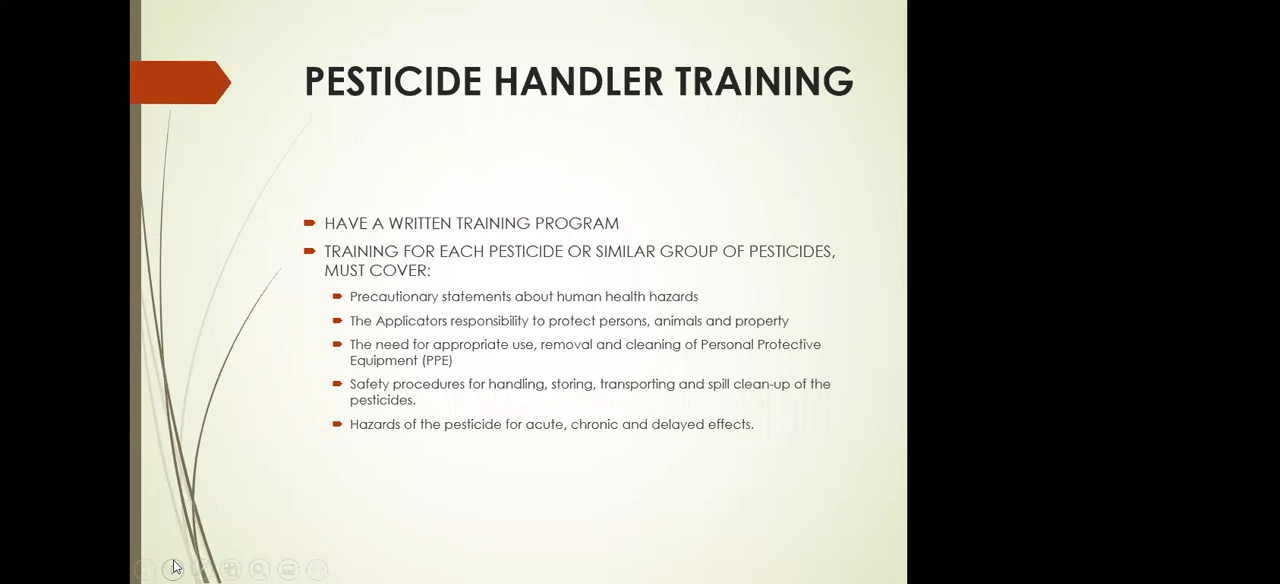 PESTICIDE HANDLER TRAINING
HAVE A WRITTEN TRAINING PROGRAM
TRAINING FOR EACH PESTICIDE OR SIMILAR GROUP OF PESTICIDES,
MUST COVER:
Precautionary statements about human health hazards
The Applicators responsibility to protect persons, animals and property
The need for appropriate use, removal and cleaning of Personal Protective
Equipment (PPE)
Safety procedures for handling, storing, transporting and spill clean-up of the
pesticides.
Hazards of the pesticide for acute, chronic and delayed effects.